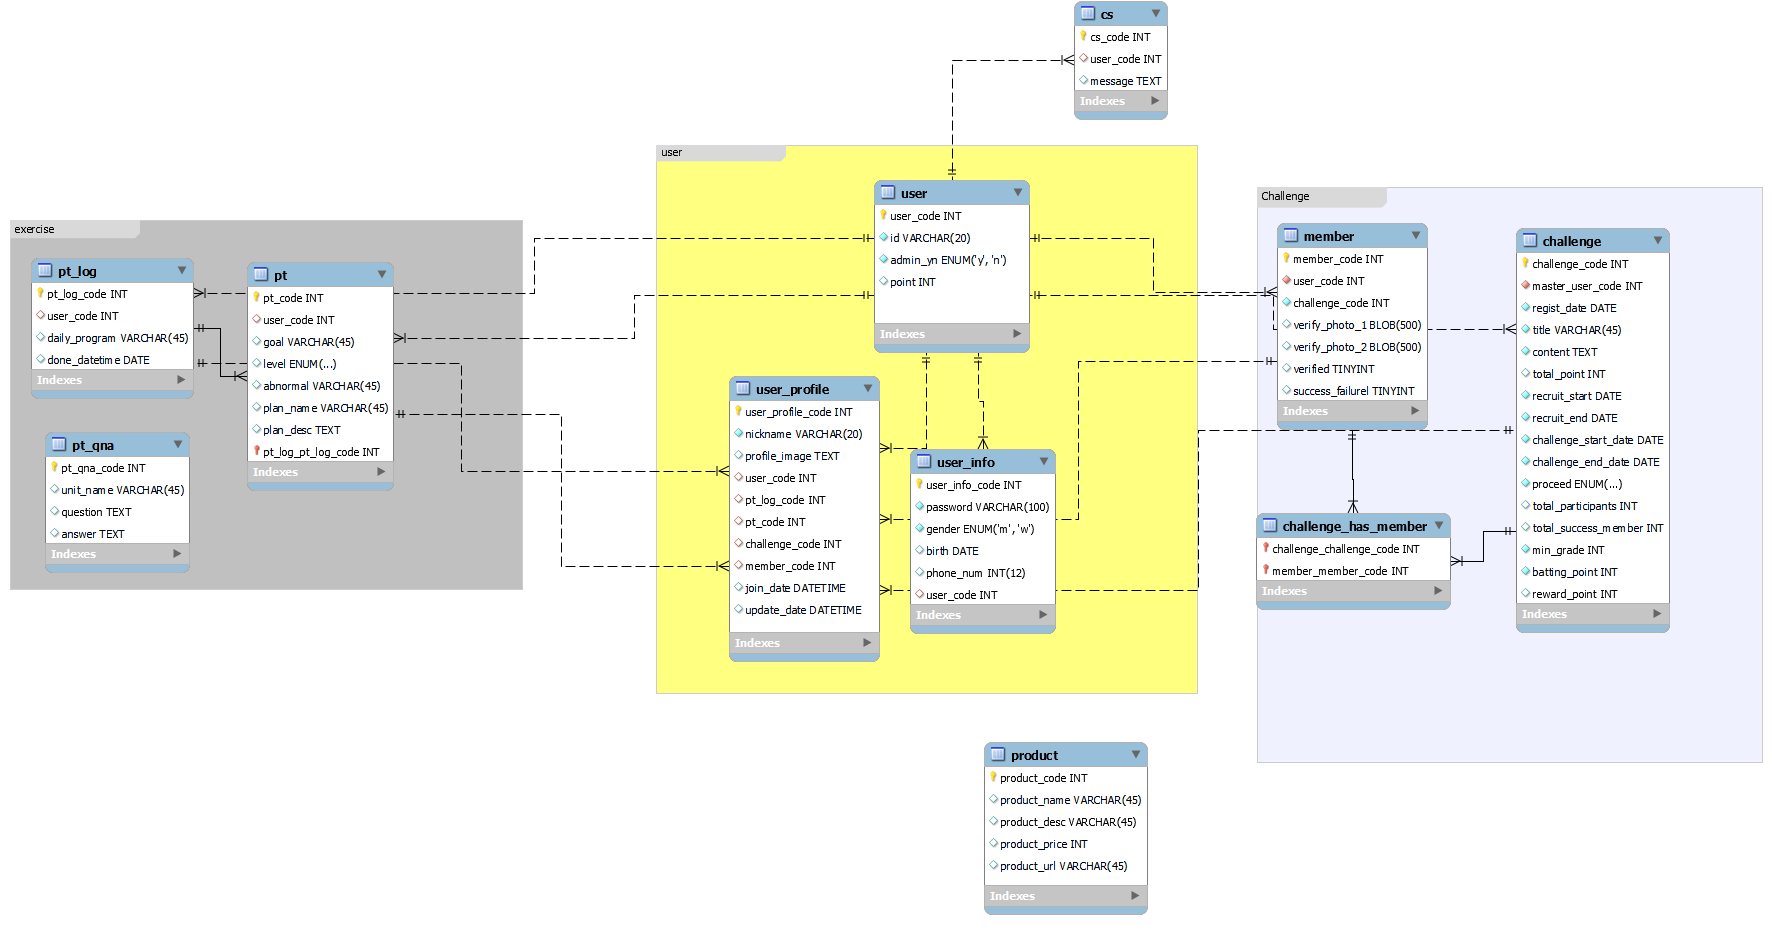 cs
cs_code INT
user_code INT
message TEXT
Indexes
user
user
user_code INT
id VARCHAR(20)
admin_yn ENUM('y', 'n')
point INT
Indexes
user_profile
user_profile_code INT
nickname VARCHAR(20)
profile_image TEXT
user_code INT
pt_log_code INT
pt_code INT
challenge_code INT
member_code INT
join_date DATETIME
update_date DATETIME
Indexes
user_info
user_info_code INT
password VARCHAR(100)
gender ENUM('m', 'w')
birth DATE
phone_num INT(12)
user_code INT
Indexes
exercise
pt_log
pt_log_code INT
user_code INT
daily_program VARCHAR(45)
done_datetime DATE
Indexes
pt
pt_code INT
user_code INT
goal VARCHAR(45)
level ENUM(...)
abnormal VARCHAR(45)
plan_name VARCHAR(45)
plan_desc TEXT
pt_log_pt_log_code INT
Indexes
pt_qna
pt_qna_code INT
unit_name VARCHAR(45)
question TEXT
answer TEXT
Indexes
Challenge
member
member_code INT
user_code INT
challenge_code INT
verify_photo_1 BLOB(500)
verify_photo_2 BLOB(500)
verified TINYINT
success_failurel TINYINT
Indexes
challenge
challenge_code INT
master_user_code INT
regist_date DATE
title VARCHAR(45)
content TEXT
total_point INT
recruit_start DATE
recruit_end DATE
challenge_start_date DATE
challenge_end_date DATE
proceed ENUM(...)
total_participants INT
total_success_member INT
min_grade INT
batting_point INT
reward_point INT
Indexes
challenge_has_member
challenge_challenge_code INT
member_member_code INT
Indexes
product
product_code INT
product_name VARCHAR(45)
product_desc VARCHAR(45)
product_price INT
product_url VARCHAR(45)
Indexes